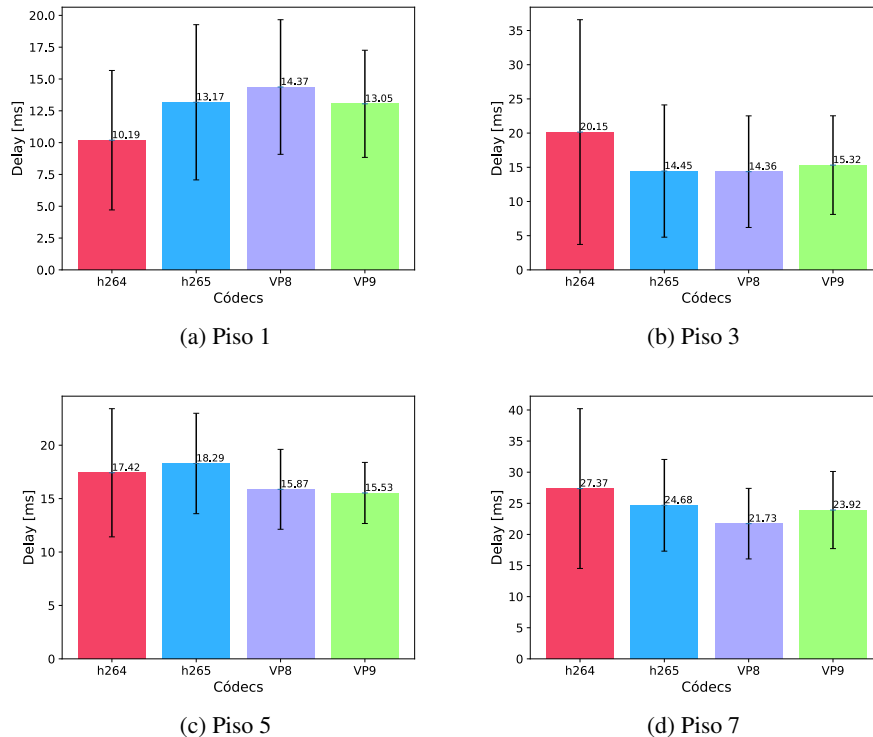 20.0
17.5
15.0
12.5
10.0
7.5
5.0
2.5
0.0
Delay [ms]
10.19
13.17
14.37
13.05
h264 h265 VP8 VP9
Códecs
(a) Piso 1
35
30
25
20
15
10
5
0
Delay [ms]
20.15
14.45
14.36
15.32
h264 h265 VP8 VP9
Códecs
(b) Piso 3
20
15
10
5
0
Delay [ms]
17.42
18.29
15.87
15.53
h264 h265 VP8 VP9
Códecs
(c) Piso 5
40
35
30
25
20
15
10
5
0
Delay [ms]
27.37
24.68
21.73
23.92
h264 h265 VP8 VP9
Códecs
(d) Piso 7